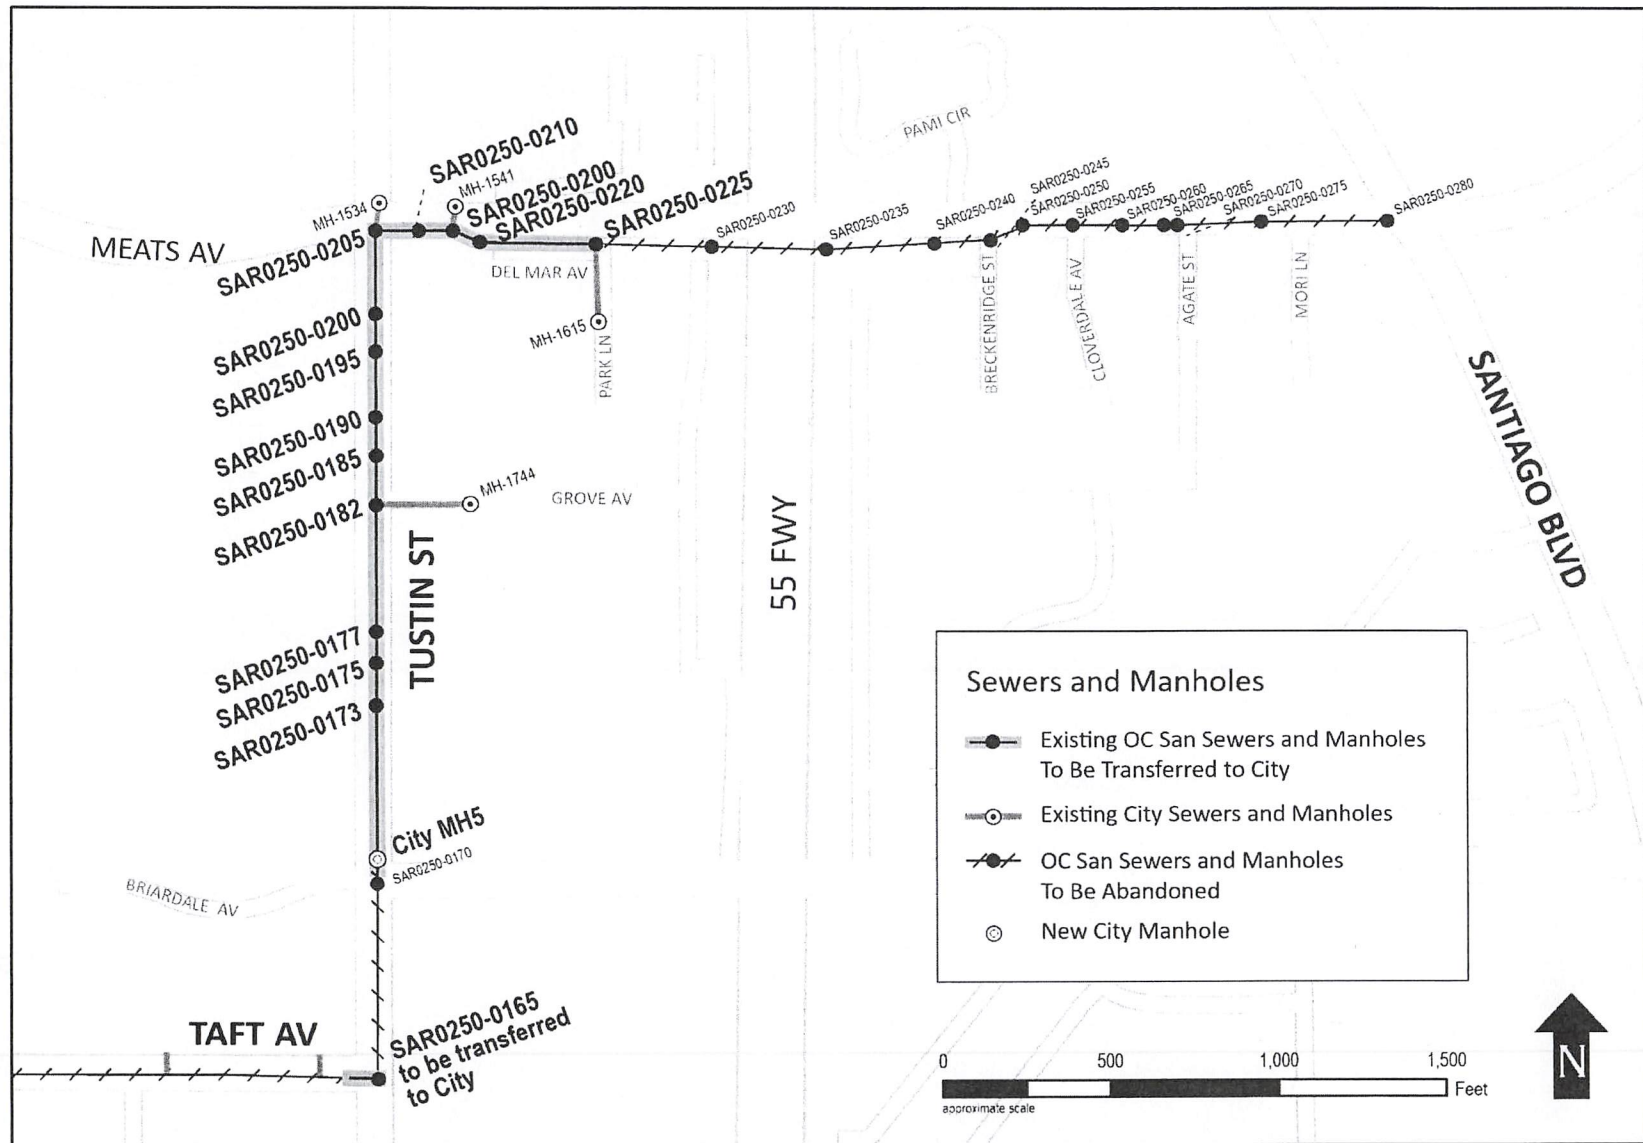 PAMI CIR
SAR0250-0210
MH-1541
MH-1534
SAR0250-0200
SAR0250-0220
SAR0250-0225
SAR0250-0230
SAR0250-0235
SAR0250-0240
SAR0250-0245
SAR0250-0250
SAR0250-0255
SAR0250-0260
SAR0250-0265
SAR0250-0270
SAR0250-0275
SAR0250-0280
MEATS AV
SAR0250-0205
DEL MAR AV
MH-1615
PARK LN
BRECKENRIDGE ST
CLOVERDALE AV
AGATE ST
MORI LN
SANTIAGO BLVD
SAR0250-0200
SAR0250-0195
SAR0250-0190
SAR0250-0185
SAR0250-0182
MH-1744
GROVE AV
55 FWY
TUSTIN ST
SAR0250-0177
SAR0250-0175
SAR0250-0173
City MH5
SAR0250-0170
BRIARDALE AV
TAFT AV
SAR0250-0165
to be transferred
to City
Sewers and Manholes
Existing OC San Sewers and Manholes
To Be Transferred to City
Existing City Sewers and Manholes
OC San Sewers and Manholes
To Be Abandoned
New City Manhole
0 500 1,000 1,500
Feet
approximate scale
N